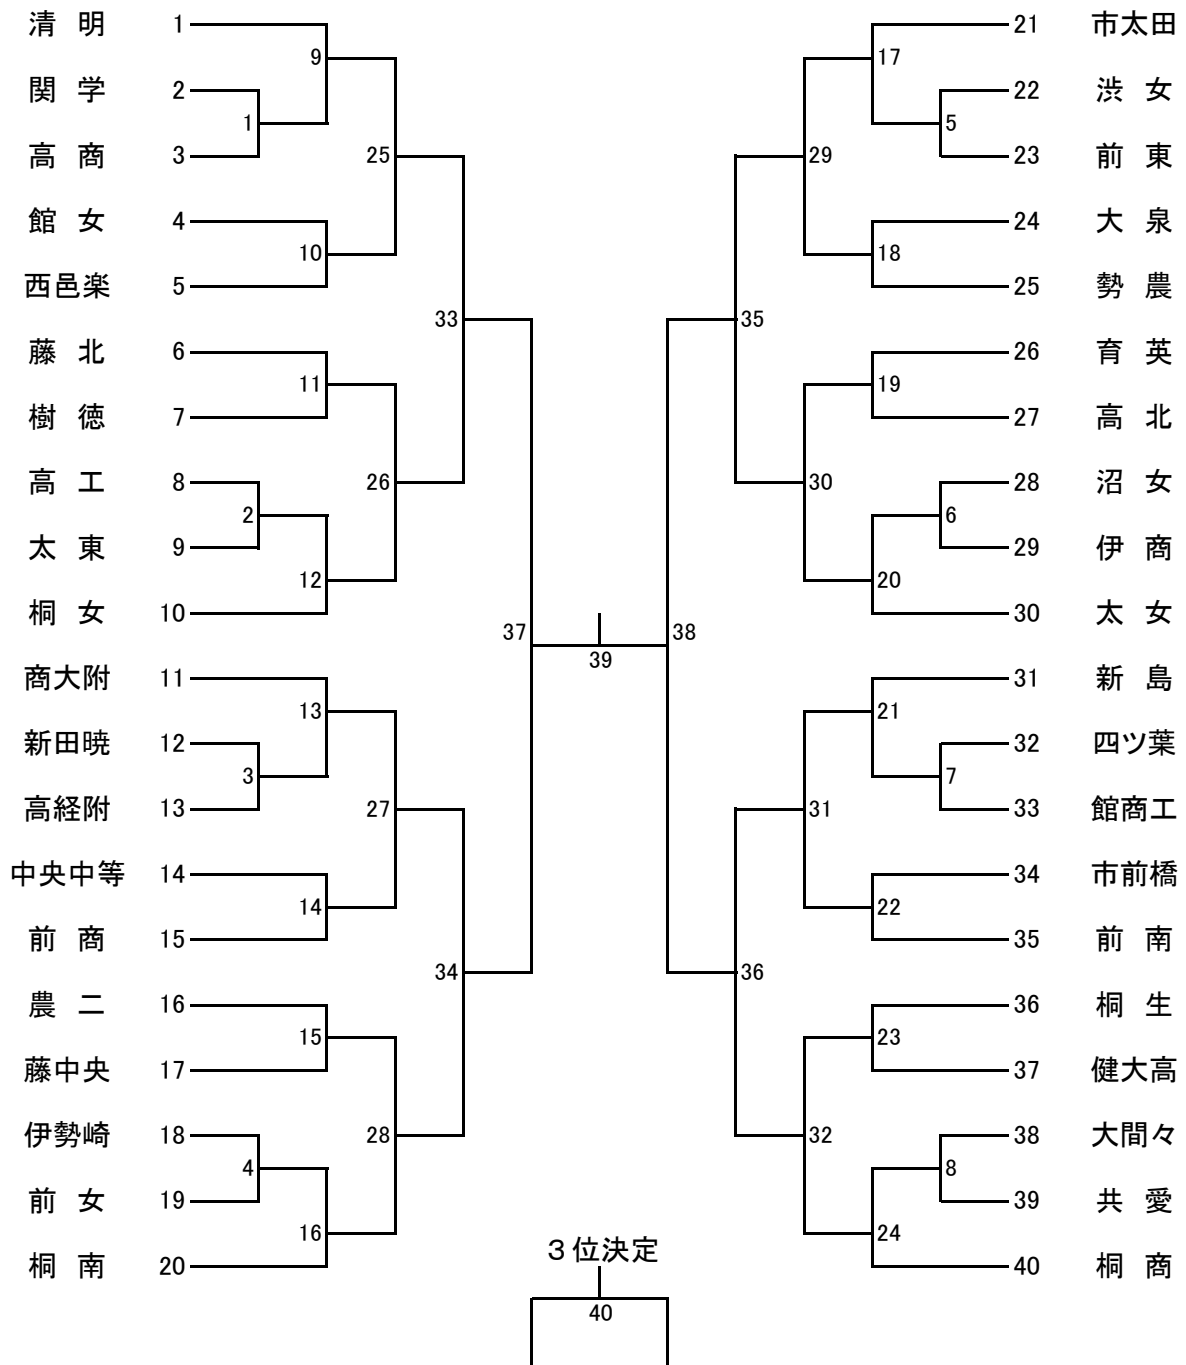 清 明 1 21 市太田
9 17
関 学 2 22 渋 女
1 5
高 商 3 25 29 23 前 東
館 女 4 24 大 泉
10 18
西邑楽 5 25 勢 農
33 35
藤 北 6 26 育 英
11 19
樹 徳 7 27 高 北
高 工 8 26 30 28 沼 女
2 6
太 東 9 29 伊 商
12 20
桐 女 10 30 太 女
37 38
39
商大附 11 31 新 島
13 21
新田暁 12 32 四ツ葉
3 7
高経附 13 27 31 33 館商工
中央中等 14 34 市前橋
14 22
前 商 15 35 前 南
34 36
農 二 16 36 桐 生
15 23
藤中央 17 37 健大高
伊勢崎 18 28 32 38 大間々
4 8
前 女 19 39 共 愛
16 24
３位決定
桐 南 20 40 桐 商
40